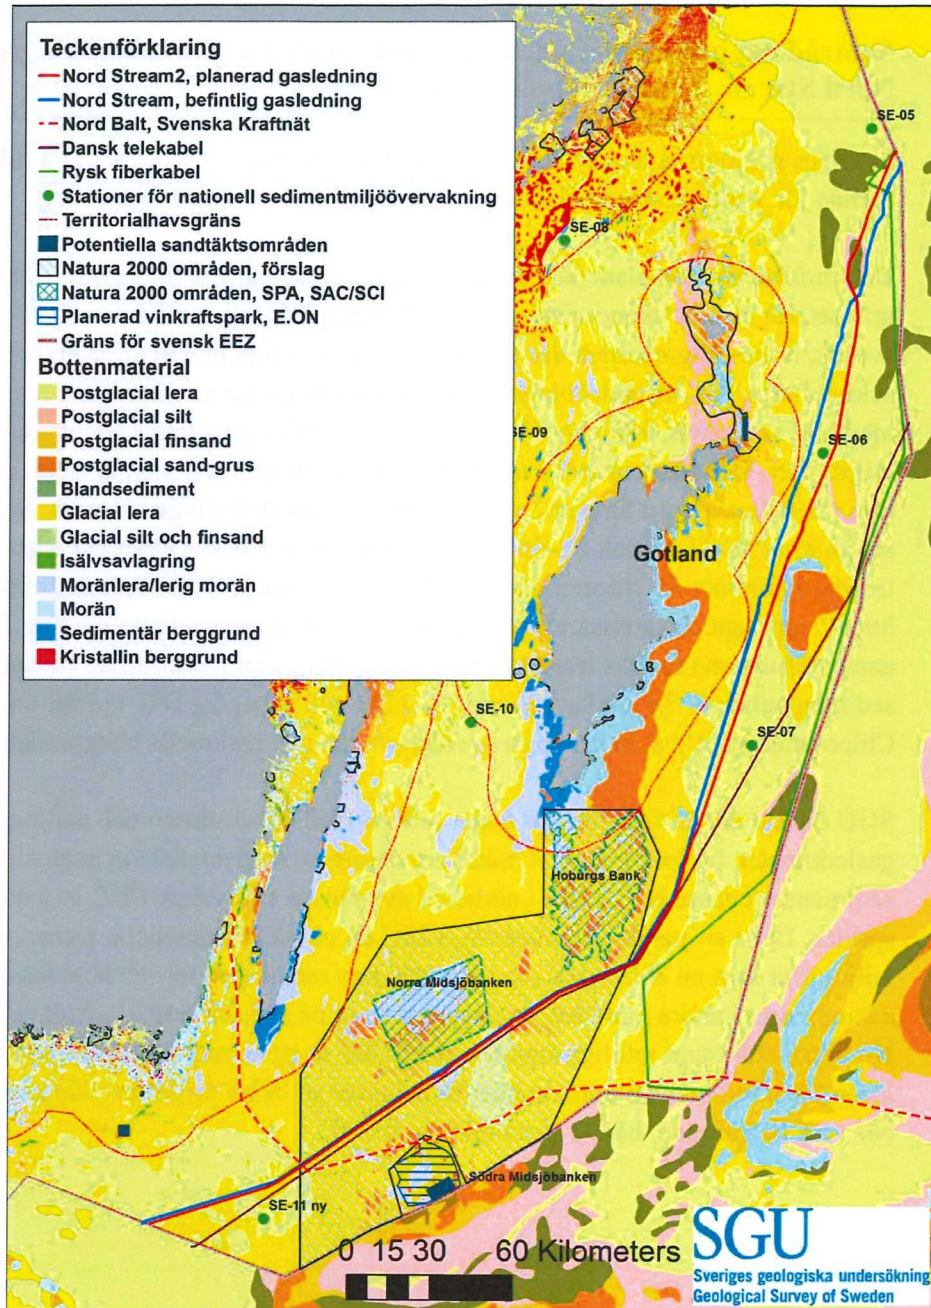 Teckenförklaring
Nord Stream2, planerad gasledning
Nord Stream, befintlig gasledning
Nord Balt, Svenska Kraftnät
Dansk telekabel
Rysk fiberkabel
Stationer för nationell sedimentmiljöövervakning
Territorialhavsgräns
Potentiella sandtäktsområden
Natura 2000 områden, förslag
Natura 2000 områden, SPA, SAC/SCI
Planerad vinkraftspark, E.ON
Gräns för svensk EEZ
Bottenmaterial
Postglacial lera
Postglacial silt
Postglacial finsand
Postglacial sand-grus
Blandsediment
Glacial lera
Glacial silt och finsand
Isälvsavlagring
Moränlera/lerig morän
Morän
Sedimentär berggrund
Kristallin berggrund
SE-05
SE-08
SE-09
SE-06
Gotland
SE-10
SE-07
Hoburgs Bank
Norra Midsjöbanken
Södra Midsjöbanken
SE-11 ny
0 15 30 60 Kilometers
SGU
Sveriges geologiska undersökning
Geological Survey of Sweden